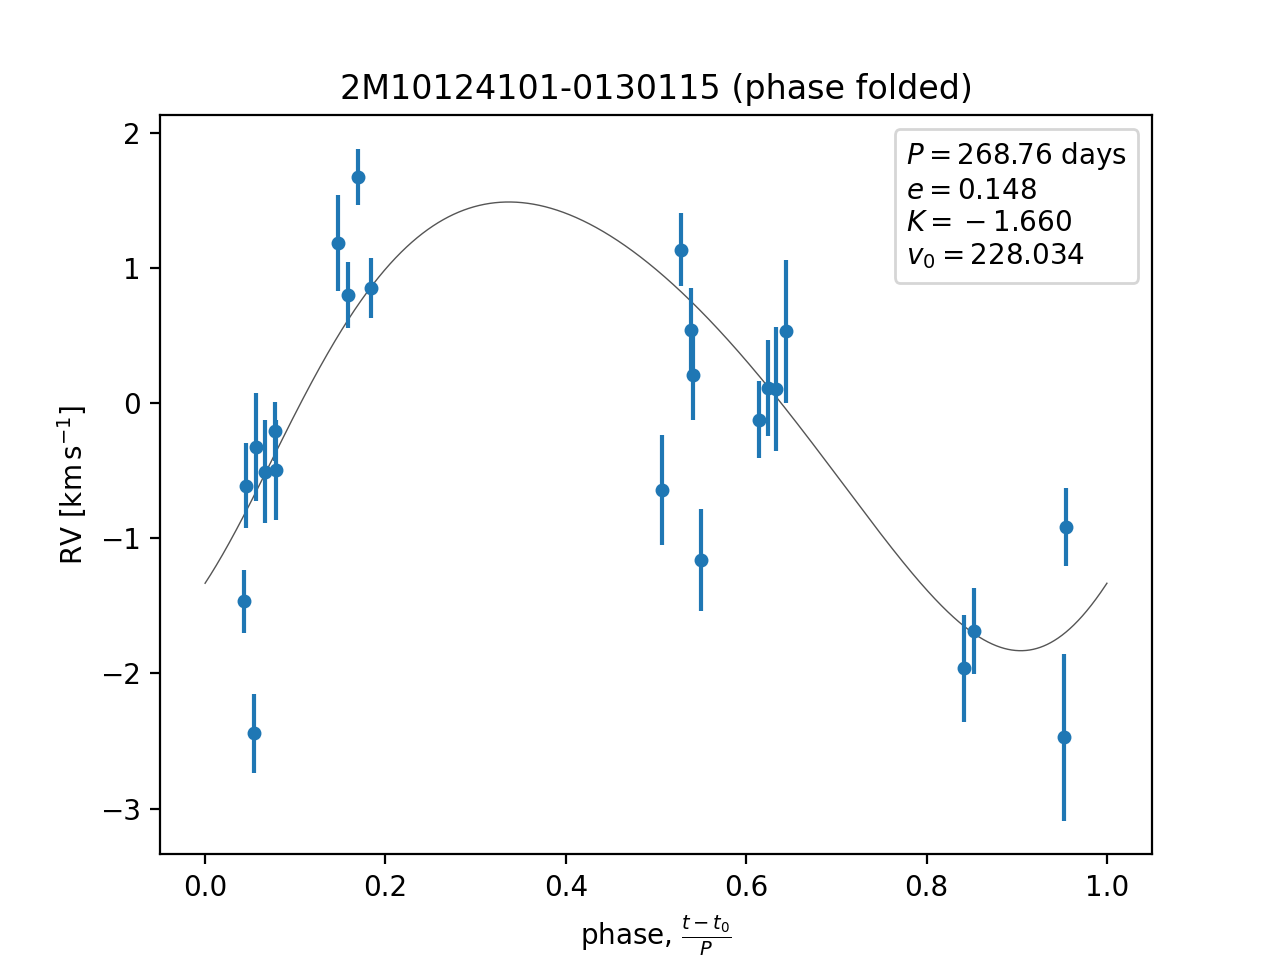 2M10124101-0130115 (phase folded)
P = 268.76 days
e = 0.148
K = −1.660
v₀ = 228.034
2
1
0
−1
−2
−3
RV [km s⁻¹]
0.0 0.2 0.4 0.6 0.8 1.0
phase, (t − t₀)/P